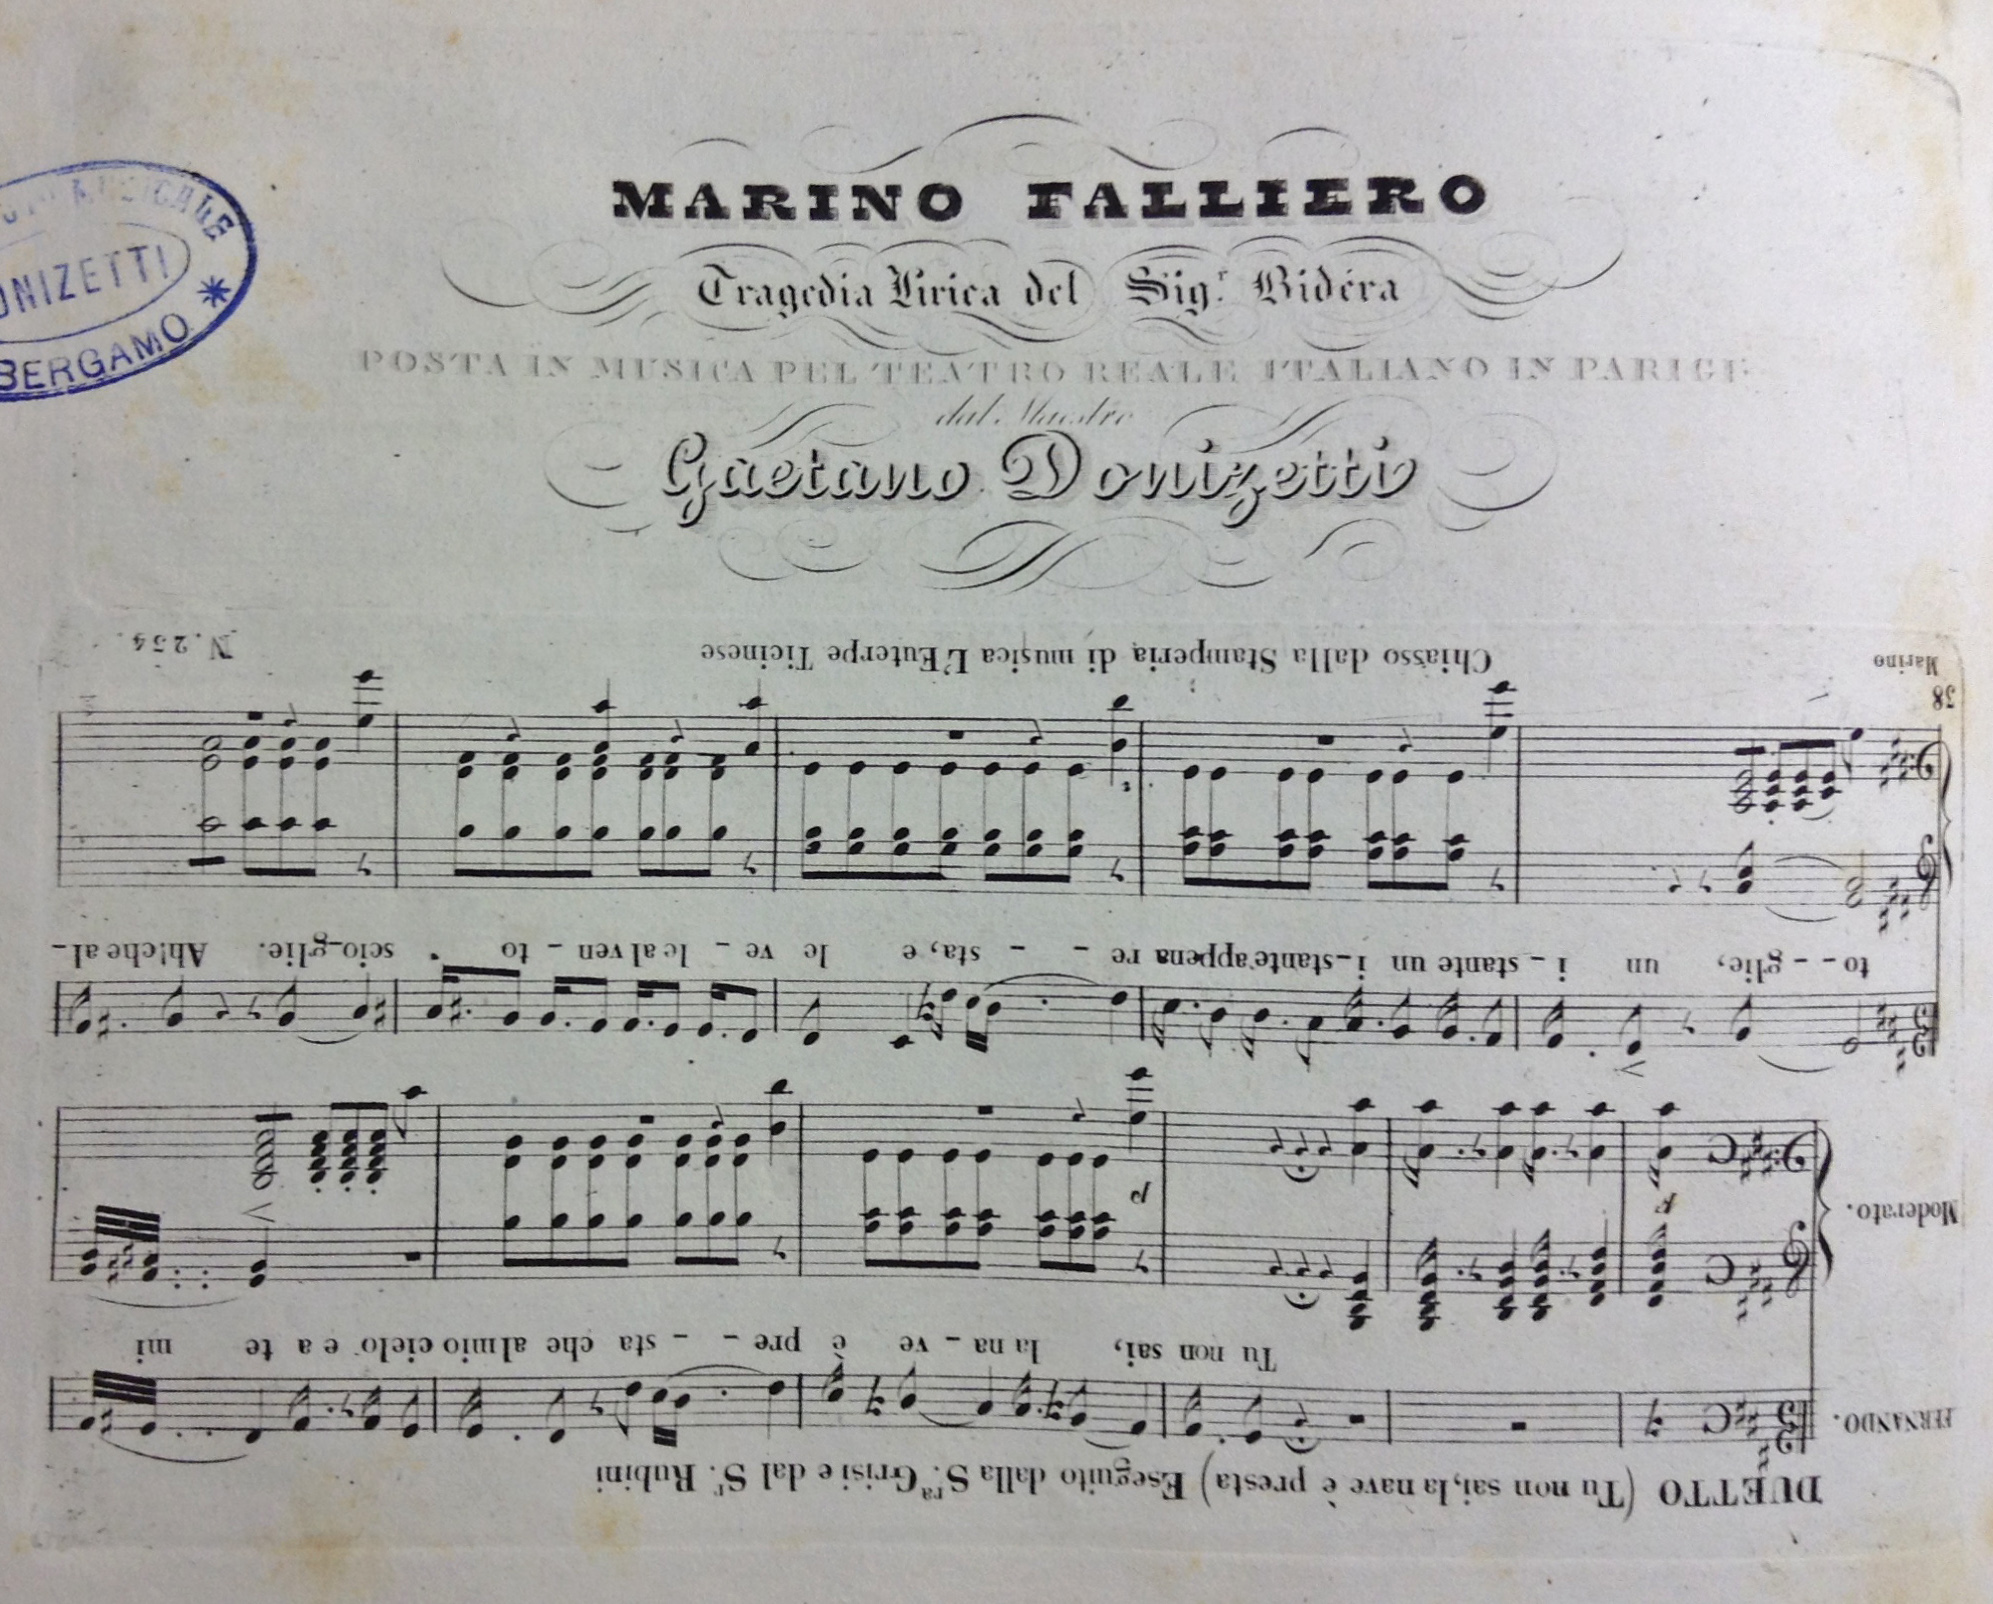 MARINO FALLIERO
Tragedia Lirica del Sig.r Bidéra
POSTA IN MUSICA PEL TEATRO REALE ITALIANO IN PARIGI
dal Maestro
Gaetano Donizetti
MUSICALE
DONIZETTI
BERGAMO *
DUETTO (Tu non sai, la nave è presta) Eseguito dalla S.ra Grisi e dal S.r Rubini
FERNANDO.
Tu non sai, la na - ve è pre - - sta che al mio cielo e a te mi
Moderato.
p p
to - - glie, un i - stante un i - stante appena re - - sta, e le ve - le al ven - to scio - glie. Ah! che al -
38
Marino
Chiasso dalla Stamperia di musica L'Euterpe Ticinese
N. 234.